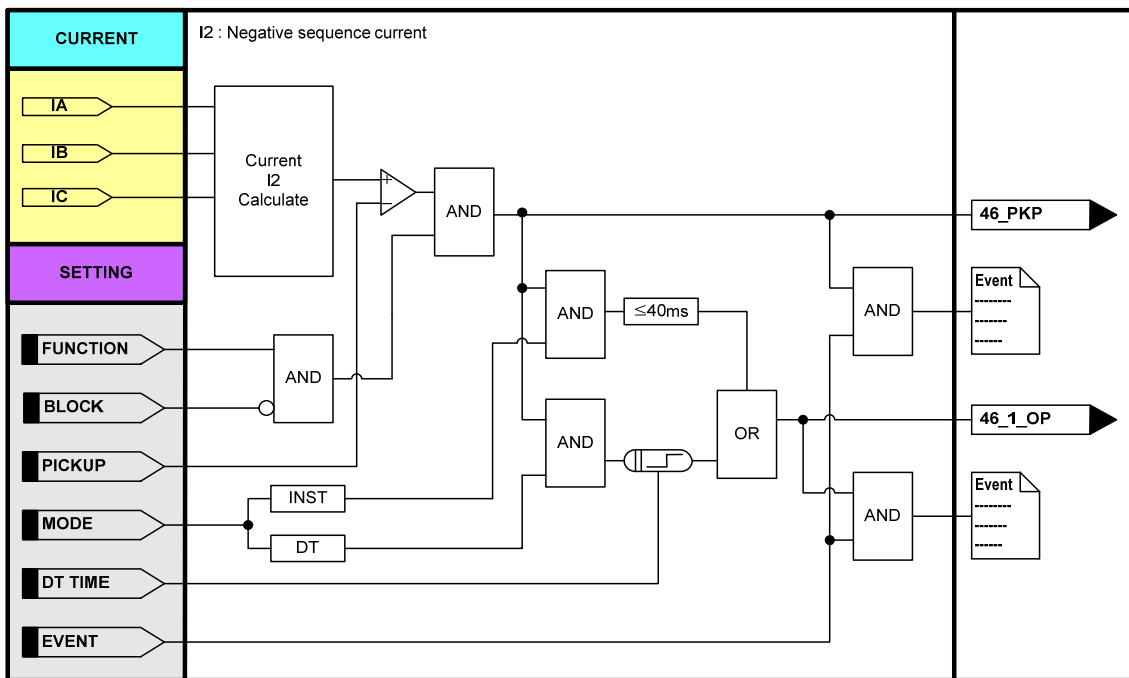 CURRENT
I2 : Negative sequence current
IA
IB
IC
Current
I2
Calculate
AND
46_PKP
SETTING
AND
≤40ms
AND
Event
--------
-------
------
FUNCTION
AND
BLOCK
AND
OR
46_1_OP
PICKUP
INST
MODE
DT
AND
Event
--------
-------
------
DT TIME
EVENT